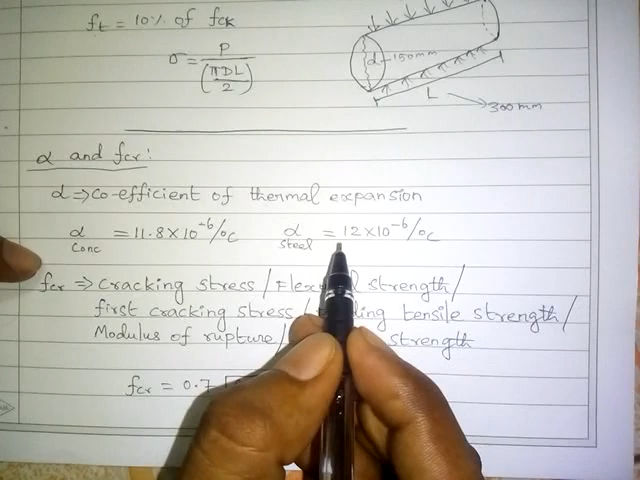 ft = 10% of fck
σ = P / (πDL/2)
d-150mm
L
300 mm
α and fcr:
α ⇒ Co-efficient of thermal expansion
α conc = 11.8 × 10⁻⁶/°C α steel = 12 × 10⁻⁶/°C
fcr ⇒ Cracking stress / strength /
first cracking stress / tensile strength /
Modulus of rupture / strength
fcr = 0.7